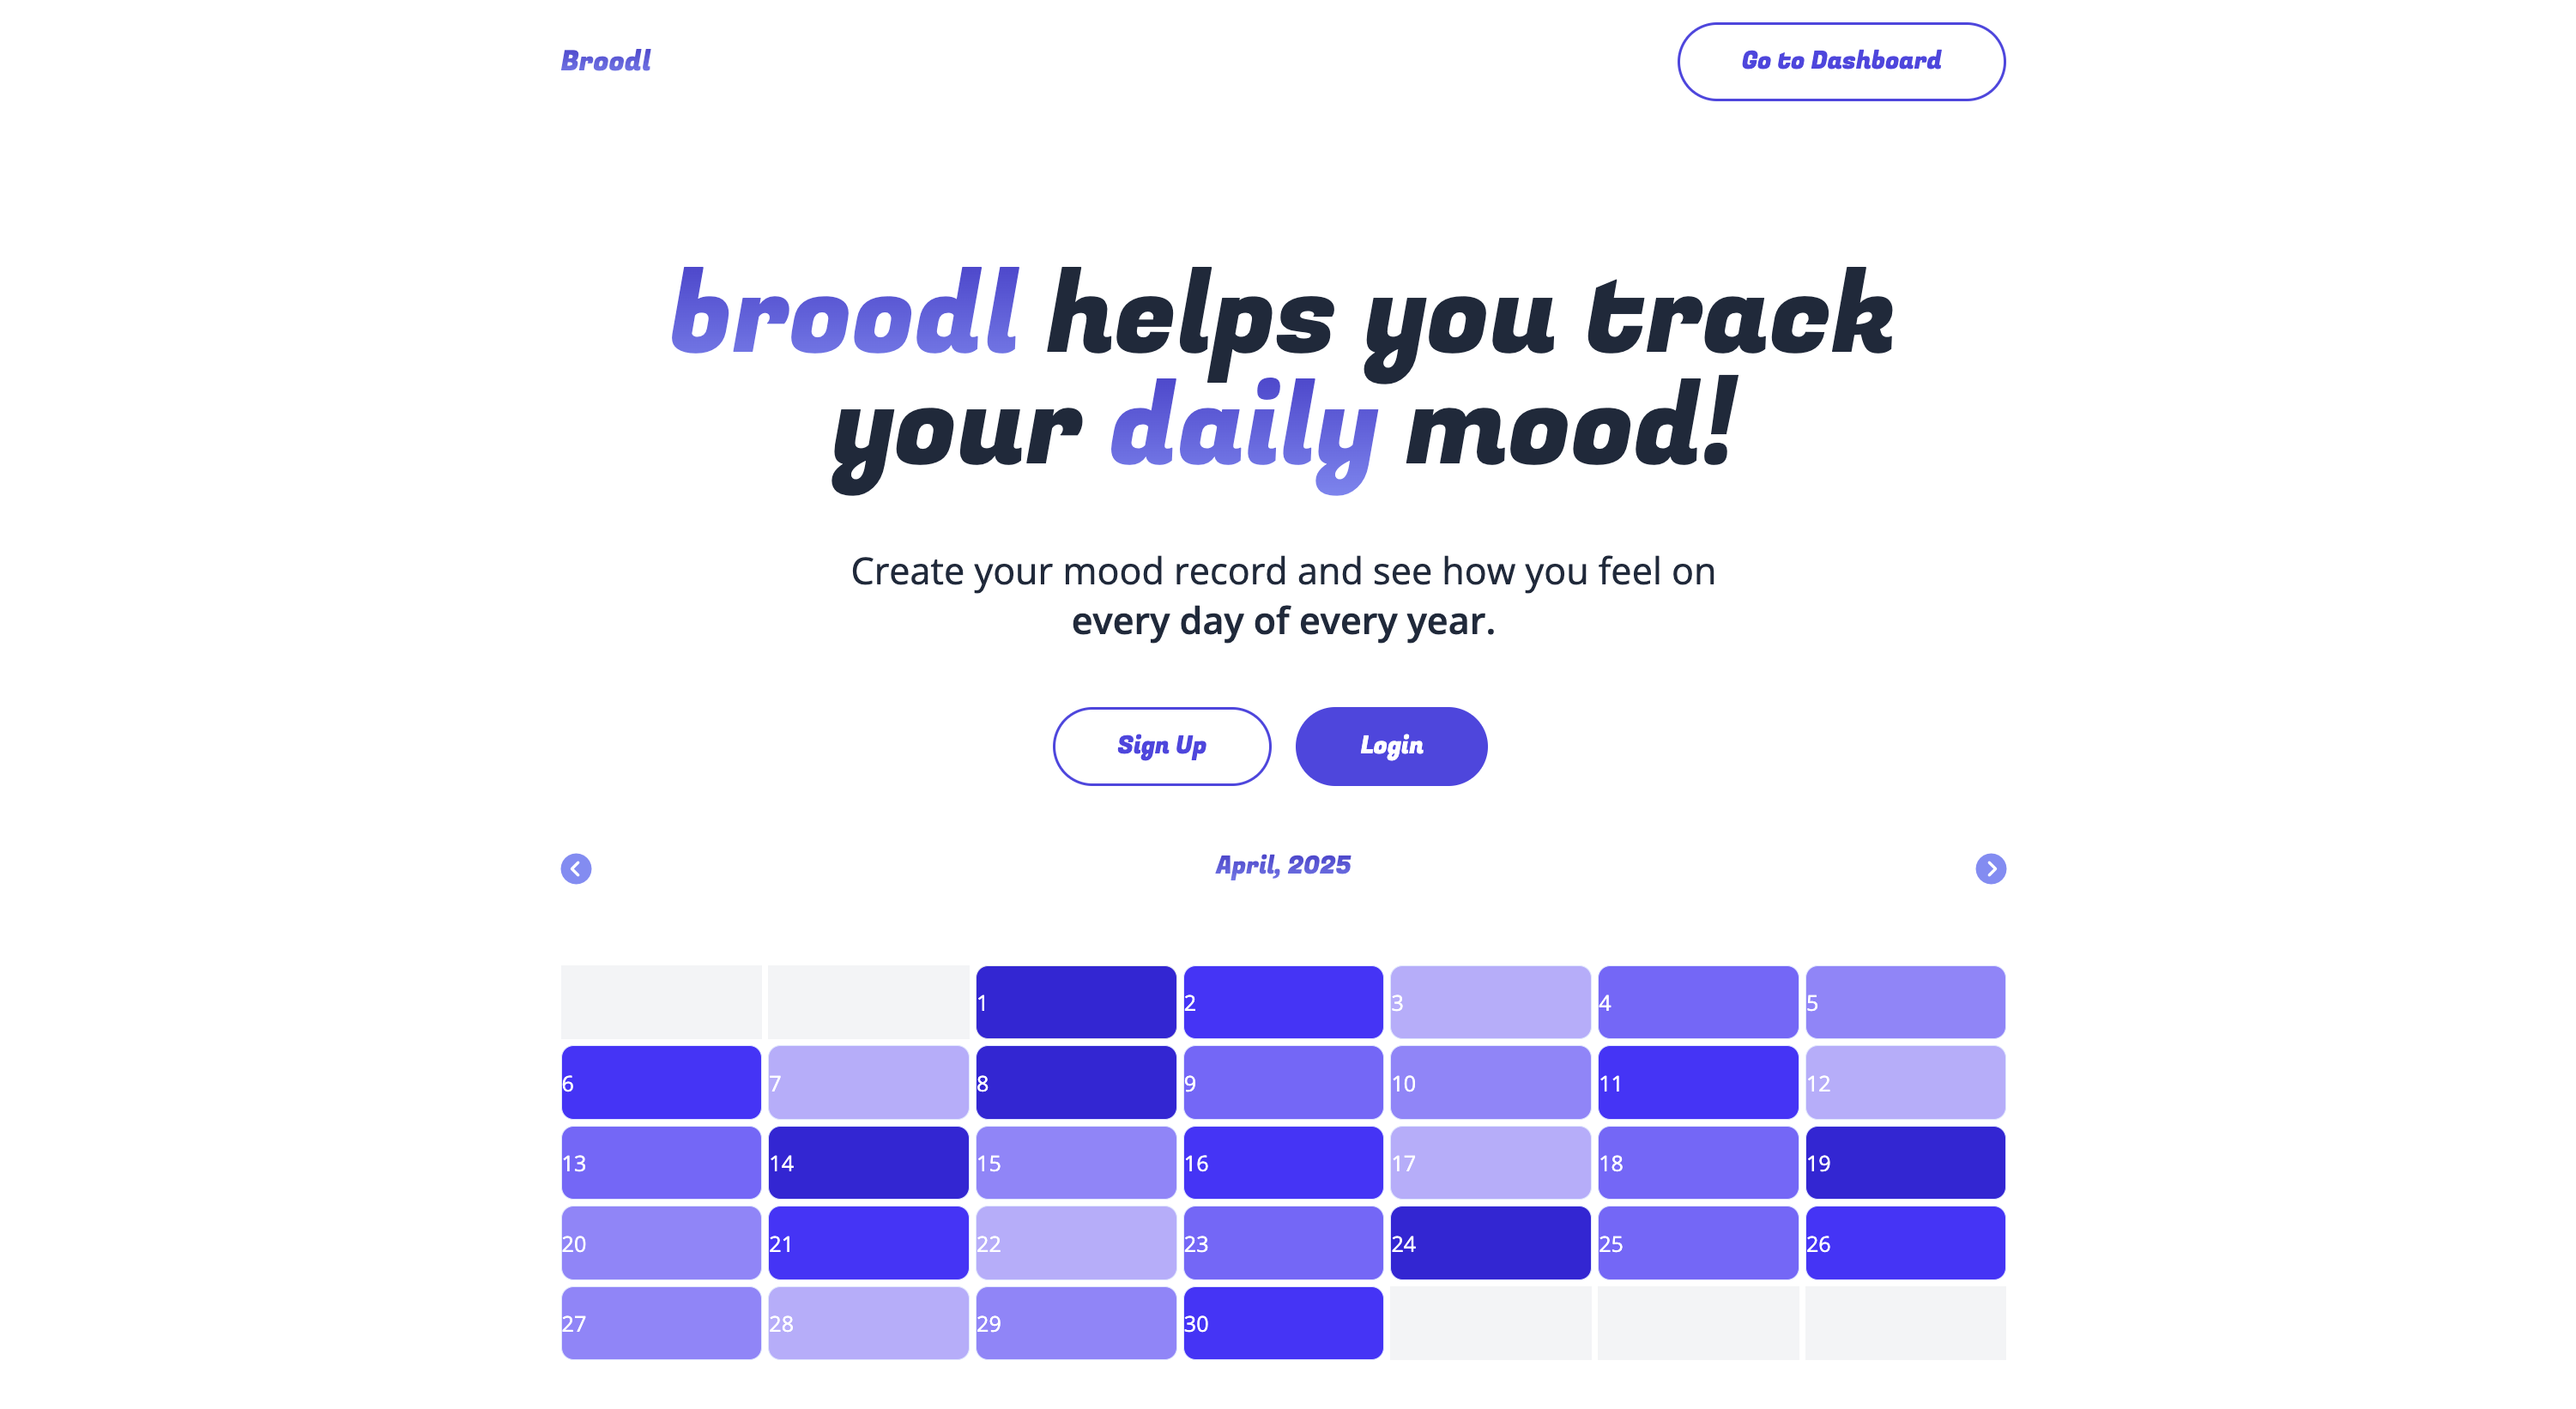 Broodl
Go to Dashboard
broodl helps you track
your daily mood!
Create your mood record and see how you feel on
every day of every year.
Sign Up
Login
April, 2025
1 2 3 4 5
6 7 8 9 10 11 12
13 14 15 16 17 18 19
20 21 22 23 24 25 26
27 28 29 30